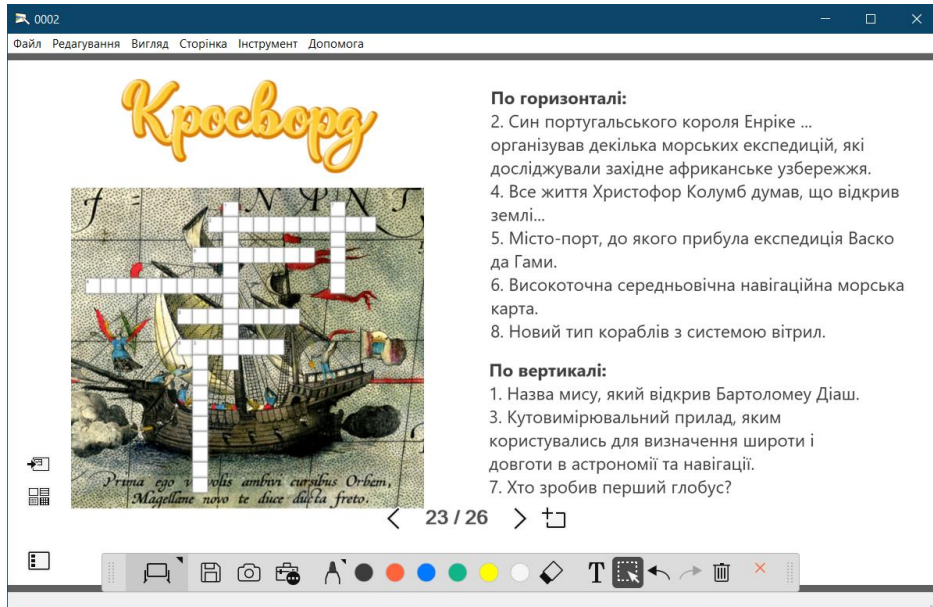 0002
Файл Редагування Вигляд Сторінка Інструмент Допомога
Кросворд
По горизонталі:
2. Син португальського короля Енріке ...
організував декілька морських експедицій, які
досліджували західне африканське узбережжя.
4. Все життя Христофор Колумб думав, що відкрив
землі...
5. Місто-порт, до якого прибула експедиція Васко
да Гами.
6. Високоточна середньовічна навігаційна морська
карта.
8. Новий тип кораблів з системою вітрил.
По вертикалі:
1. Назва мису, який відкрив Бартоломеу Діаш.
3. Кутовимірювальний прилад, яким
користувались для визначення широти і
довготи в астрономії та навігації.
7. Хто зробив перший глобус?
Prima ego olis ambivi cursibus Orbem,
Magellane novo te duce ducta freto.
23 / 26
T